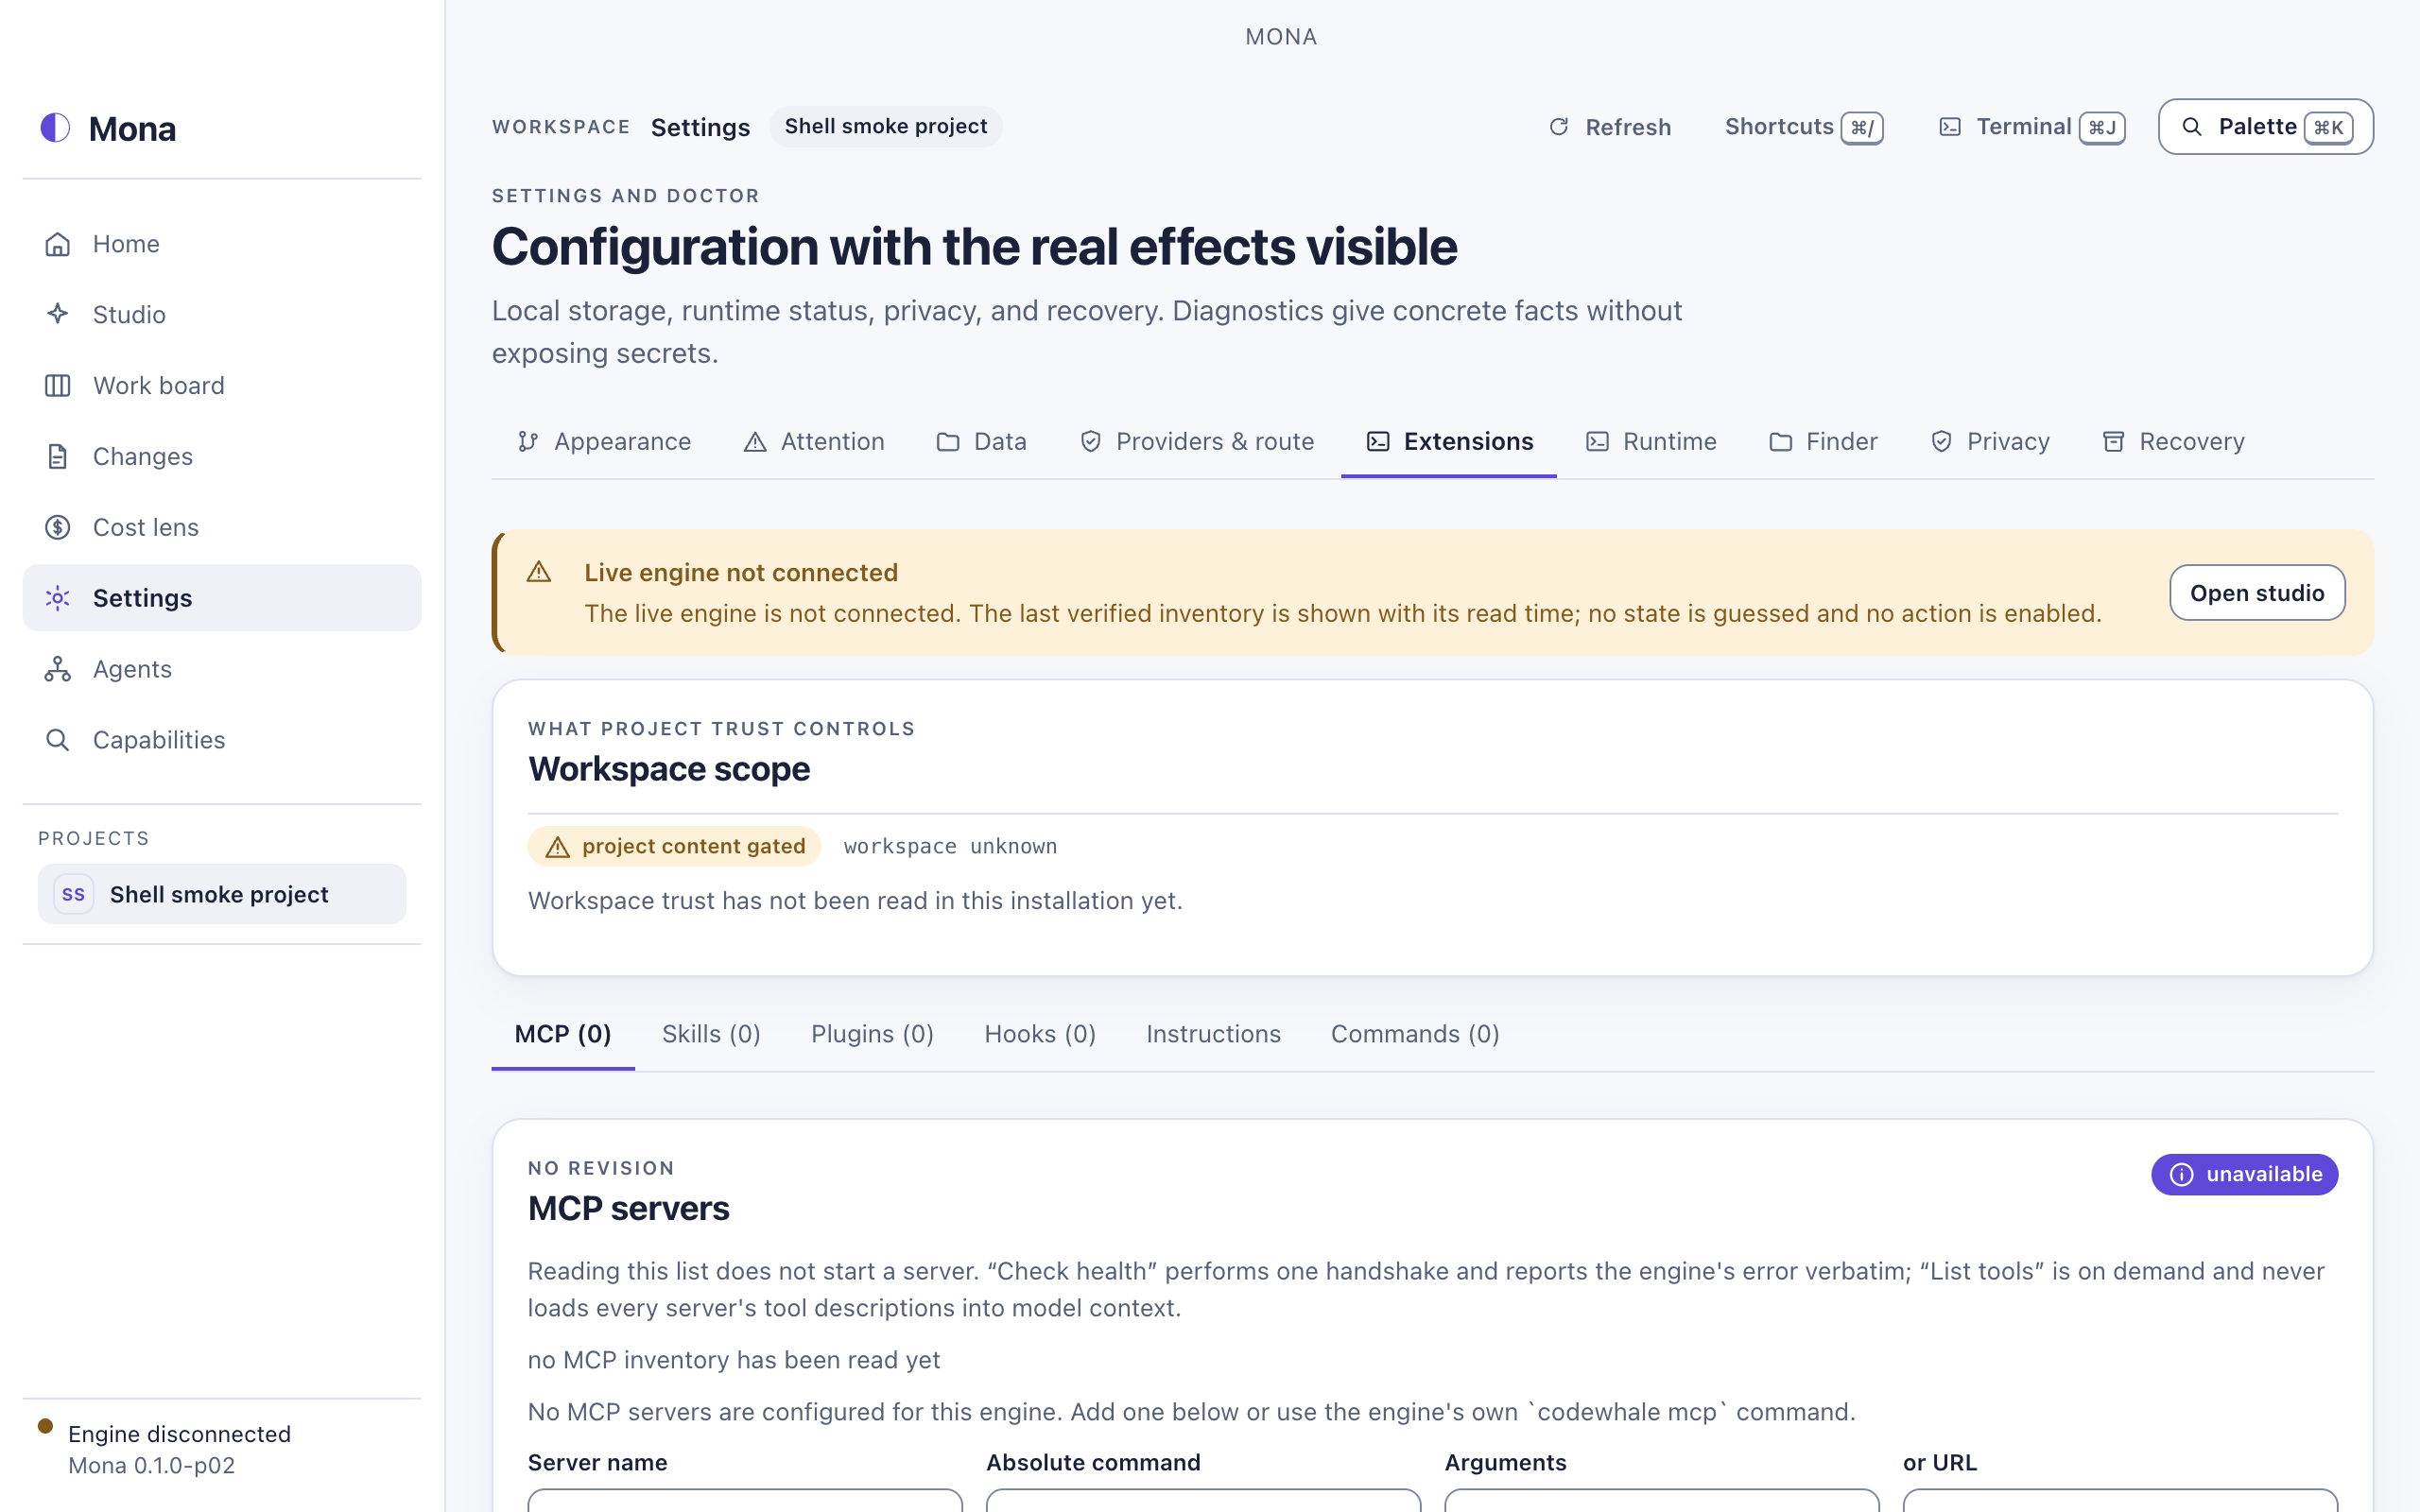 MONA
Mona
Home
Studio
Work board
Changes
Cost lens
Settings
Agents
Capabilities
PROJECTS
SS Shell smoke project
Engine disconnected
Mona 0.1.0-p02
WORKSPACE Settings Shell smoke project
Refresh Shortcuts ⌘/ Terminal ⌘J Palette ⌘K
SETTINGS AND DOCTOR
Configuration with the real effects visible
Local storage, runtime status, privacy, and recovery. Diagnostics give concrete facts without
exposing secrets.
Appearance Attention Data Providers & route Extensions Runtime Finder Privacy Recovery
Live engine not connected
The live engine is not connected. The last verified inventory is shown with its read time; no state is guessed and no action is enabled.
Open studio
WHAT PROJECT TRUST CONTROLS
Workspace scope
project content gated workspace unknown
Workspace trust has not been read in this installation yet.
MCP (0) Skills (0) Plugins (0) Hooks (0) Instructions Commands (0)
NO REVISION
unavailable
MCP servers
Reading this list does not start a server. “Check health” performs one handshake and reports the engine's error verbatim; “List tools” is on demand and never
loads every server's tool descriptions into model context.
no MCP inventory has been read yet
No MCP servers are configured for this engine. Add one below or use the engine's own `codewhale mcp` command.
Server name Absolute command Arguments or URL